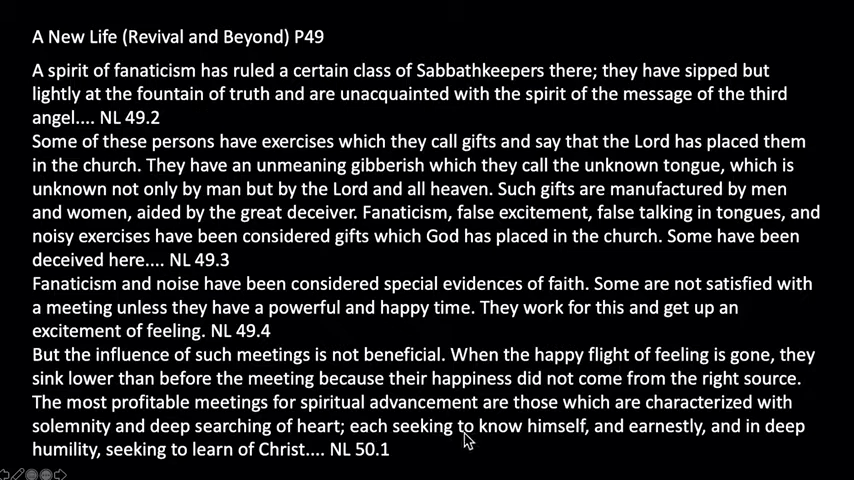 A New Life (Revival and Beyond) P49
A spirit of fanaticism has ruled a certain class of Sabbathkeepers there; they have sipped but
lightly at the fountain of truth and are unacquainted with the spirit of the message of the third
angel.... NL 49.2
Some of these persons have exercises which they call gifts and say that the Lord has placed them
in the church. They have an unmeaning gibberish which they call the unknown tongue, which is
unknown not only by man but by the Lord and all heaven. Such gifts are manufactured by men
and women, aided by the great deceiver. Fanaticism, false excitement, false talking in tongues, and
noisy exercises have been considered gifts which God has placed in the church. Some have been
deceived here.... NL 49.3
Fanaticism and noise have been considered special evidences of faith. Some are not satisfied with
a meeting unless they have a powerful and happy time. They work for this and get up an
excitement of feeling. NL 49.4
But the influence of such meetings is not beneficial. When the happy flight of feeling is gone, they
sink lower than before the meeting because their happiness did not come from the right source.
The most profitable meetings for spiritual advancement are those which are characterized with
solemnity and deep searching of heart; each seeking to know himself, and earnestly, and in deep
humility, seeking to learn of Christ.... NL 50.1